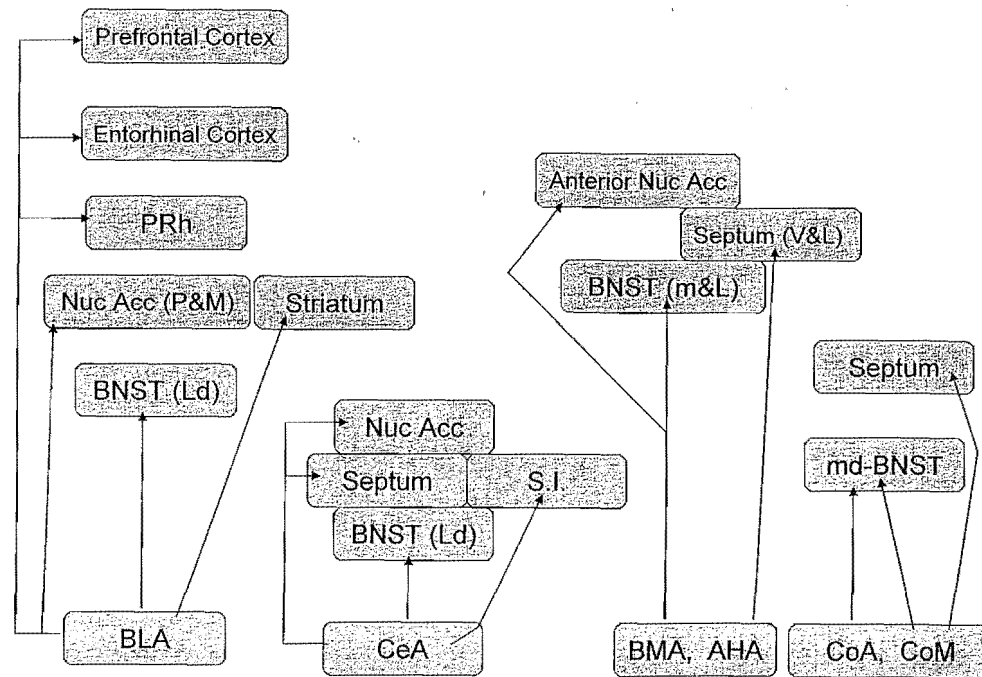 Prefrontal Cortex
Entorhinal Cortex
PRh
Nuc Acc (P&M)
Striatum
BNST (Ld)
BLA
Nuc Acc
Septum
S.I
BNST (Ld)
CeA
Anterior Nuc Acc
Septum (V&L)
BNST (m&L)
BMA, AHA
Septum
md-BNST
CoA, CoM